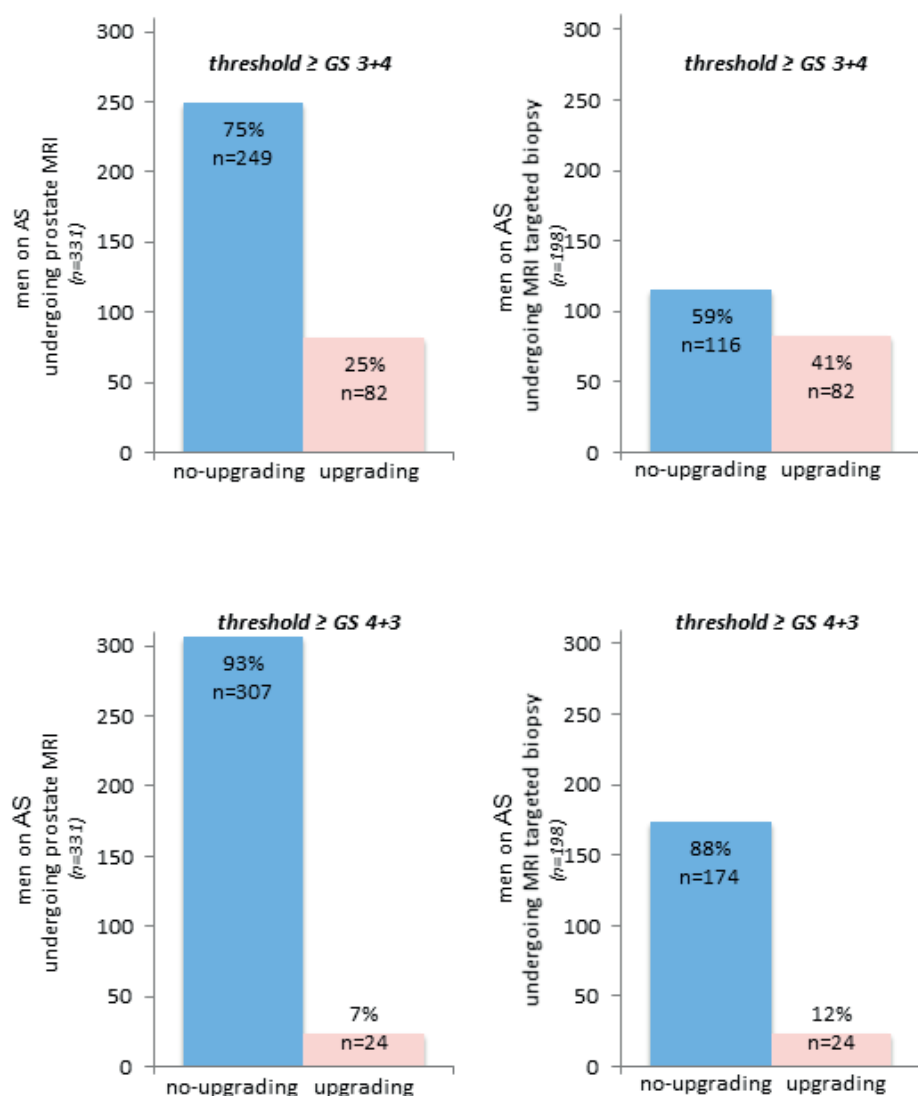 threshold ≥ GS 3+4
men on AS
undergoing prostate MRI
(n=331)
300
250
200
150
100
50
0
75%
n=249
25%
n=82
no-upgrading upgrading
threshold ≥ GS 3+4
men on AS
undergoing MRI targeted biopsy
(n=198)
300
250
200
150
100
50
0
59%
n=116
41%
n=82
no-upgrading upgrading
threshold ≥ GS 4+3
men on AS
undergoing prostate MRI
(n=331)
300
250
200
150
100
50
0
93%
n=307
7%
n=24
no-upgrading upgrading
threshold ≥ GS 4+3
men on AS
undergoing MRI targeted biopsy
(n=198)
300
250
200
150
100
50
0
88%
n=174
12%
n=24
no-upgrading upgrading